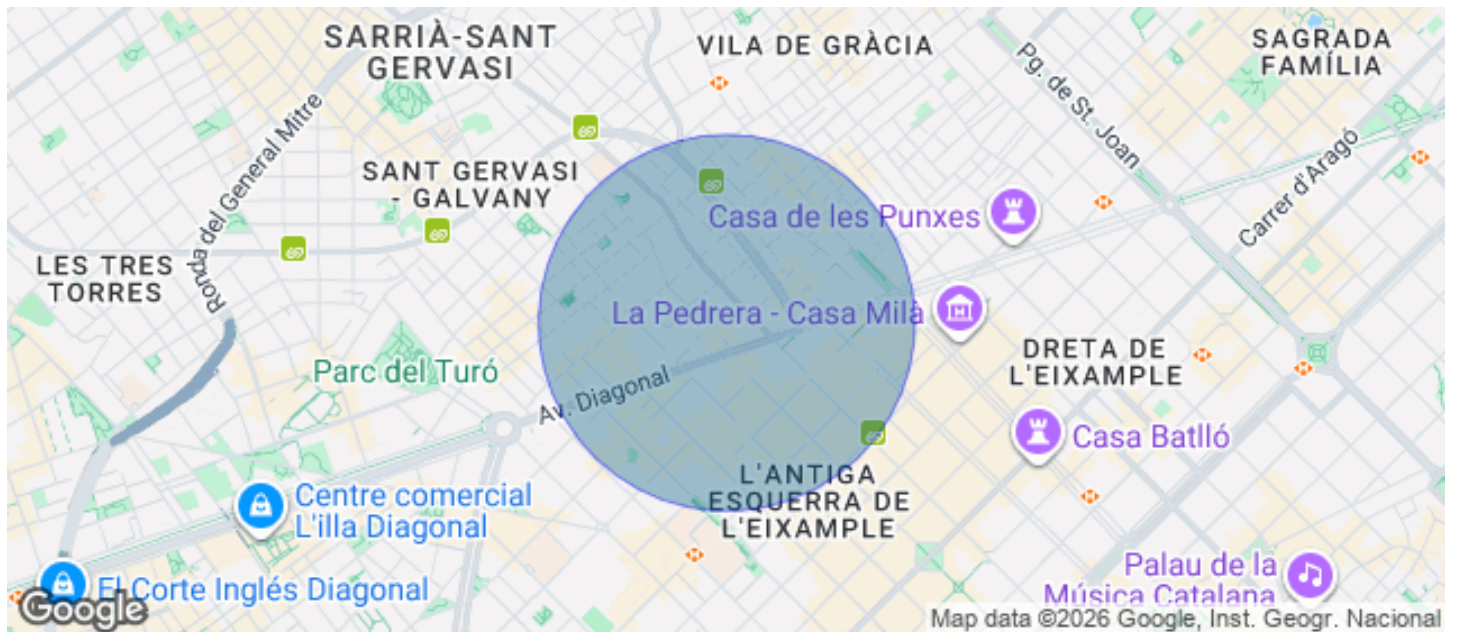 SARRIÀ-SANT
GERVASI
VILA DE GRÀCIA
SAGRADA
FAMÍLIA
Pg. de St. Joan
Ronda del General Mitre
Carrer d'Aragó
SANT GERVASI
- GALVANY
Casa de les Punxes
LES TRES
TORRES
La Pedrera - Casa Milà
DRETA DE
L'EIXAMPLE
Parc del Turó
Av. Diagonal
Casa Batlló
L'ANTIGA
ESQUERRA DE
L'EIXAMPLE
Centre comercial
L'illa Diagonal
Palau de la
Música Catalana
El Corte Inglés Diagonal
Google
Map data ©2026 Google, Inst. Geogr. Nacional